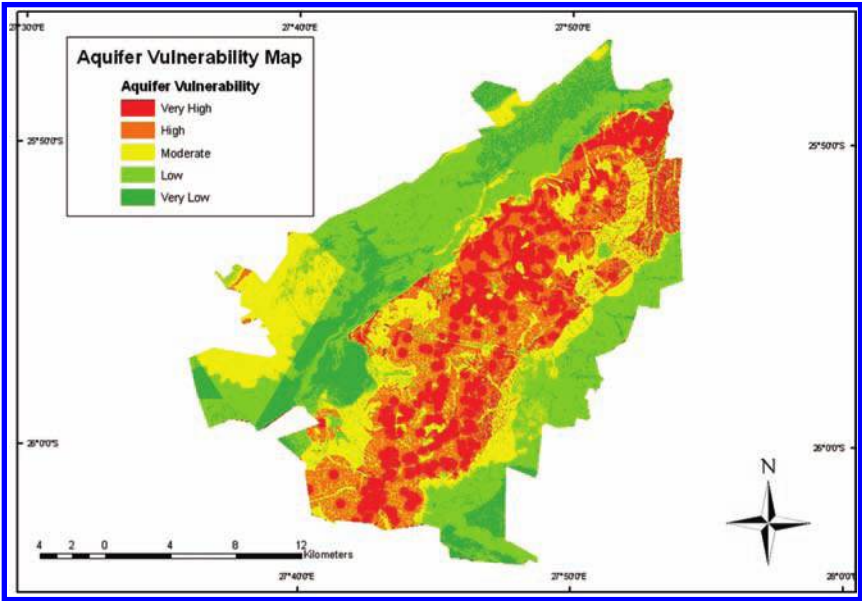 27°30'0"E 27°40'0"E 27°50'0"E
Aquifer Vulnerability Map
Aquifer Vulnerability
Very High
High
Moderate
Low
Very Low
25°50'0"S 25°50'0"S
26°0'0"S 26°0'0"S
N
4 2 0 4 8 12
Kilometers
27°40'0"E 27°50'0"E 28°0'0"E